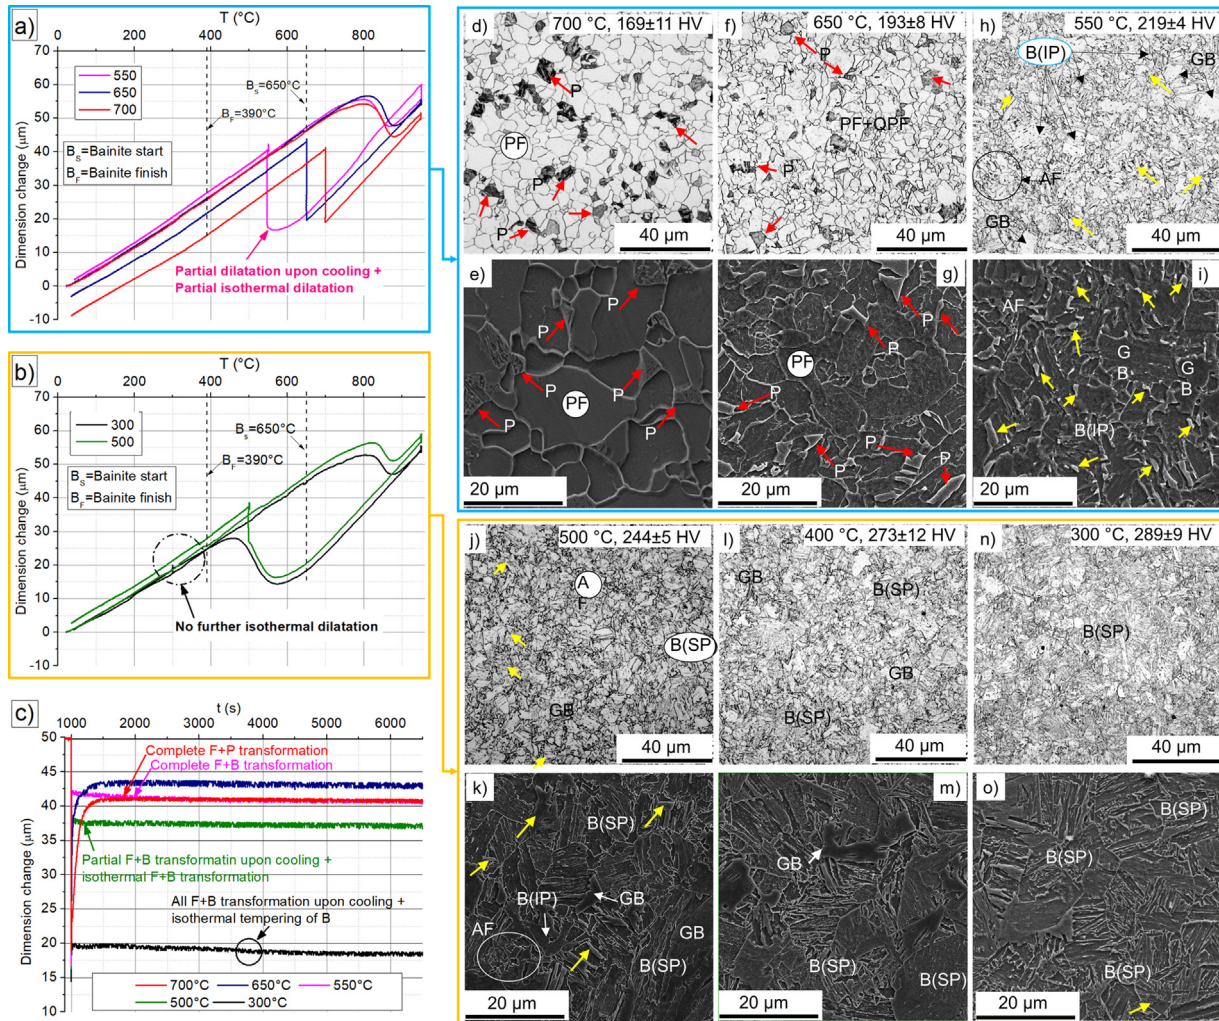 a)
T (°C)
0 200 400 600 800
70
60
50
40
30
20
10
0
-10
Dimension change (µm)
550
650
700
B_S=650°C
B_F=390°C
B_S=Bainite start
B_F=Bainite finish
Partial dilatation upon cooling +
Partial isothermal dilatation
b)
T (°C)
0 200 400 600 800
70
60
50
40
30
20
10
0
-10
Dimension change (µm)
300
500
B_S=650°C
B_F=390°C
B_S=Bainite start
B_F=Bainite finish
No further isothermal dilatation
c)
t (s)
1000 2000 3000 4000 5000 6000
50
45
40
35
30
25
20
15
10
Dimension change (µm)
Complete F+P transformation
Complete F+B transformation
Partial F+B transformatin upon cooling +
isothermal F+B transformation
All F+B transformation upon cooling +
isothermal tempering of B
700°C 650°C 550°C
500°C 300°C
d) 700 °C, 169±11 HV
P
PF
P
P
P
40 µm
f) 650 °C, 193±8 HV
P
PF+QPF
P
40 µm
h) 550 °C, 219±4 HV
B(IP)
GB
AF
GB
40 µm
e)
P
P
P
P
PF
P
P
20 µm
g)
P
P
PF
P
P
P
P
20 µm
i)
AF
G
B
G
B
B(IP)
20 µm
j) 500 °C, 244±5 HV
A
F
B(SP)
GB
40 µm
l) 400 °C, 273±12 HV
GB
B(SP)
GB
B(SP)
40 µm
n) 300 °C, 289±9 HV
B(SP)
40 µm
k)
B(SP)
B(IP)
GB
AF
GB
B(SP)
20 µm
m)
GB
B(SP)
B(SP)
20 µm
o)
B(SP)
B(SP)
B(SP)
20 µm